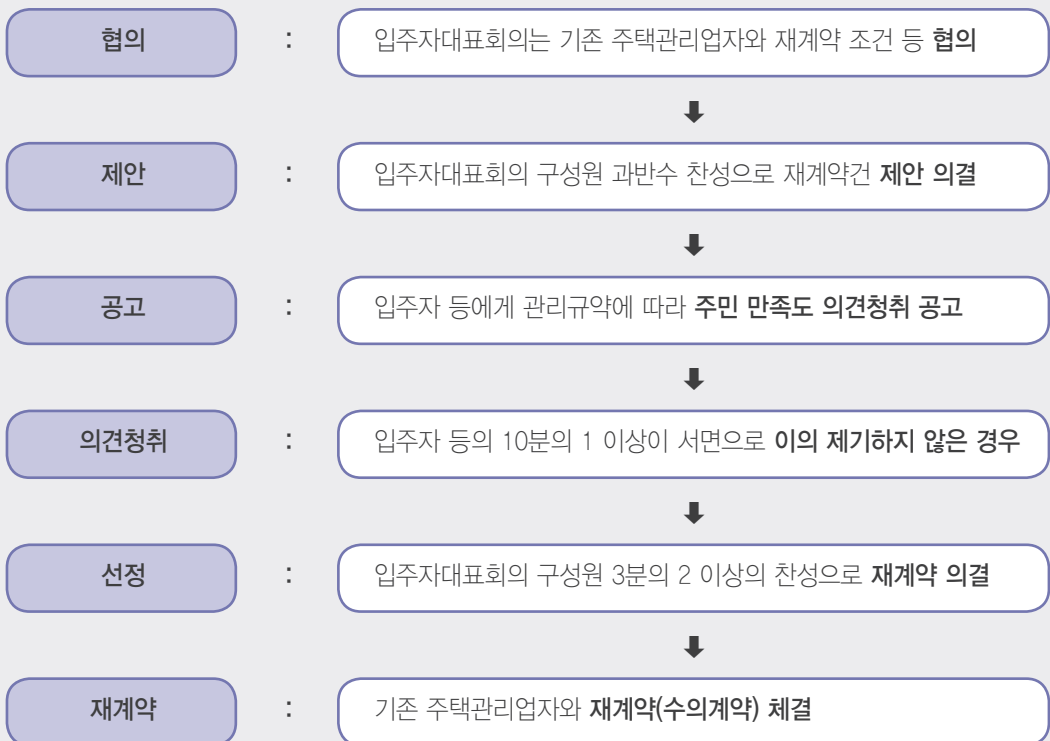 협의 : 입주자대표회의는 기존 주택관리업자와 재계약 조건 등 협의
제안 : 입주자대표회의 구성원 과반수 찬성으로 재계약건 제안 의결
공고 : 입주자 등에게 관리규약에 따라 주민 만족도 의견청취 공고
의견청취 : 입주자 등의 10분의 1 이상이 서면으로 이의 제기하지 않은 경우
선정 : 입주자대표회의 구성원 3분의 2 이상의 찬성으로 재계약 의결
재계약 : 기존 주택관리업자와 재계약(수의계약) 체결